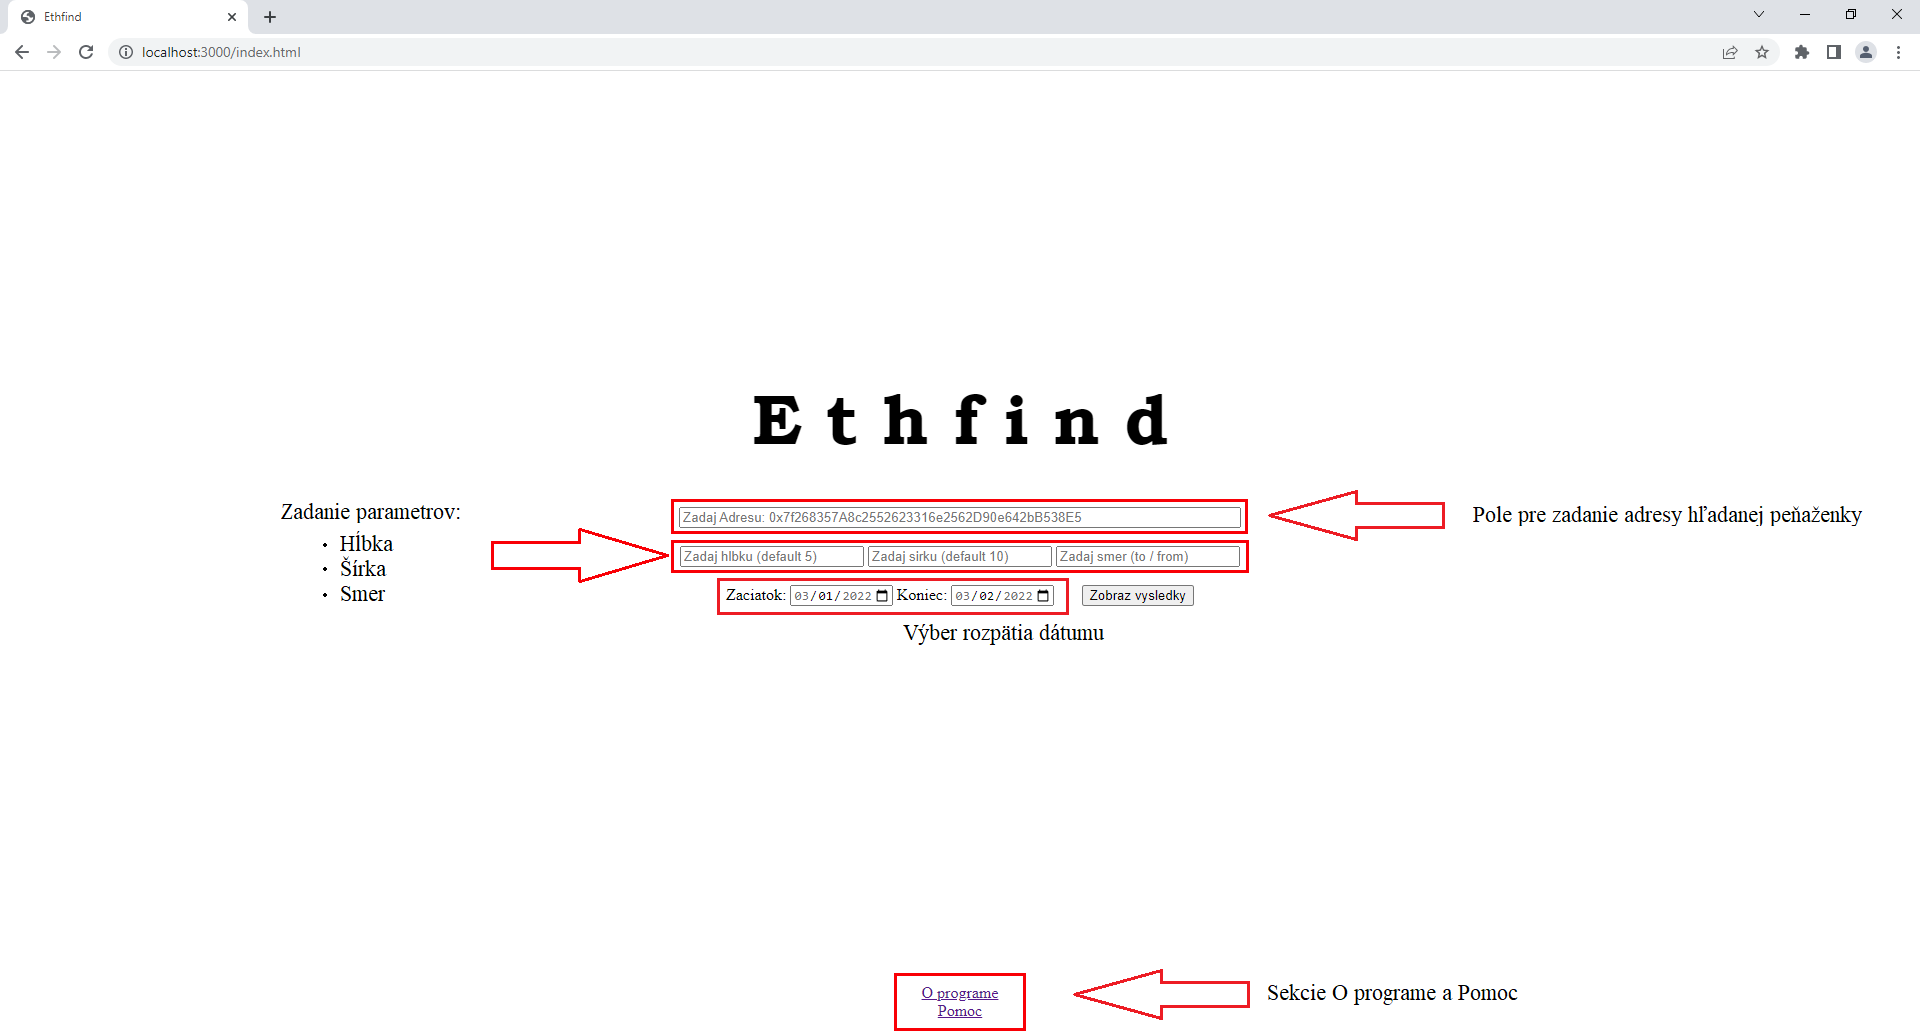 Ethfind
localhost:3000/index.html
Ethfind
Zadanie parametrov:
• Hĺbka
• Šírka
• Smer
Zadaj Adresu: 0x7f268357A8c2552623316e2562D90e642bB538E5
Pole pre zadanie adresy hľadanej peňaženky
Zadaj hlbku (default 5) Zadaj sirku (default 10) Zadaj smer (to / from)
Zaciatok: 03/01/2022 Koniec: 03/02/2022 Zobraz vysledky
Výber rozpätia dátumu
O programe
Pomoc
Sekcie O programe a Pomoc